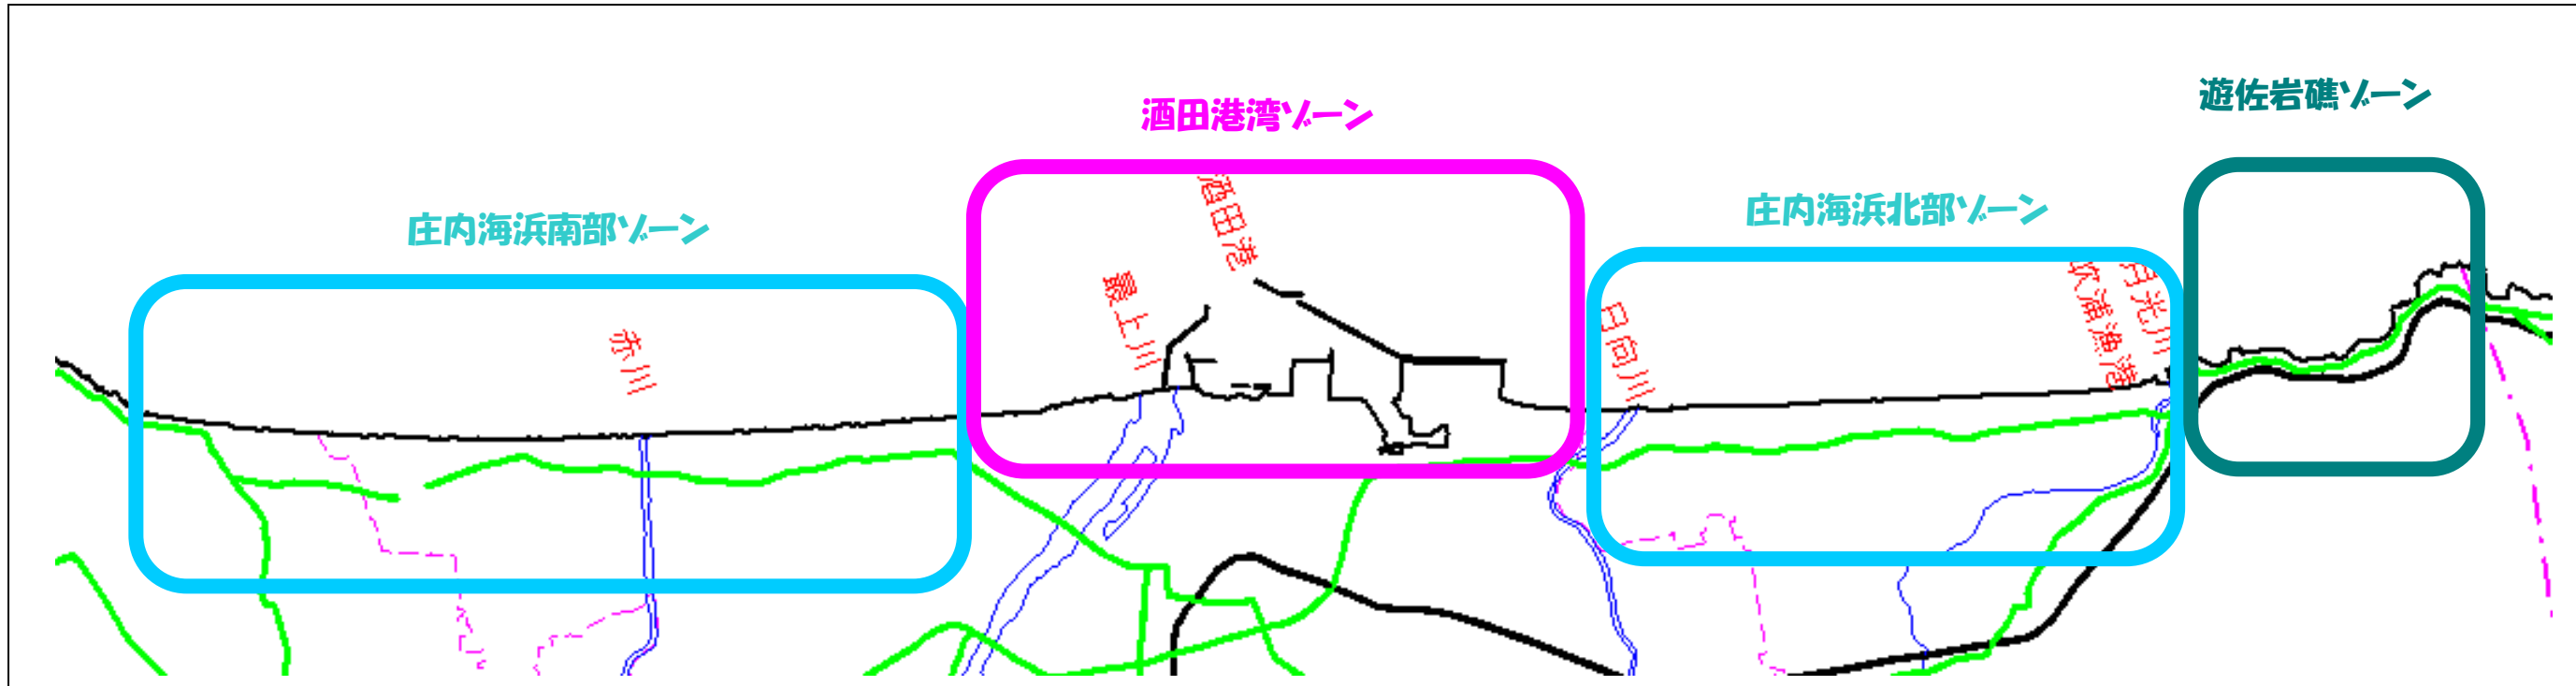 庄内海浜南部ゾーン
赤川
酒田港湾ゾーン
酒田港
最上川
庄内海浜北部ゾーン
日向川
吹浦漁港
月光川
遊佐岩礁ゾーン